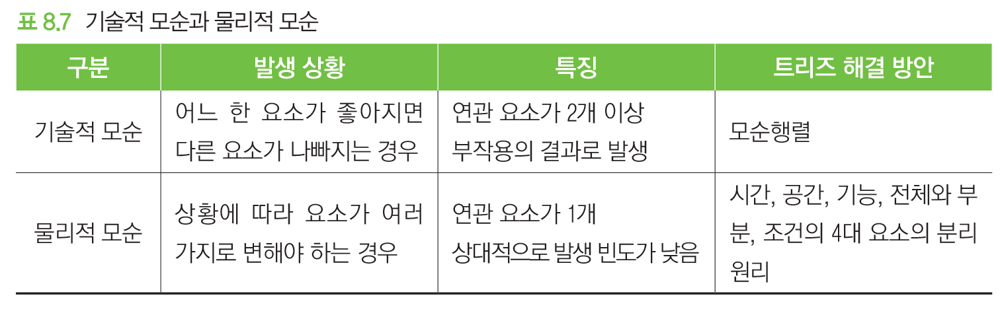 표 8.7 기술적 모순과 물리적 모순
구분 발생 상황 특징 트리즈 해결 방안
기술적 모순
어느 한 요소가 좋아지면
다른 요소가 나빠지는 경우
연관 요소가 2개 이상
부작용의 결과로 발생
모순행렬
물리적 모순
상황에 따라 요소가 여러
가지로 변해야 하는 경우
연관 요소가 1개
상대적으로 발생 빈도가 낮음
시간, 공간, 기능, 전체와 부
분, 조건의 4대 요소의 분리
원리